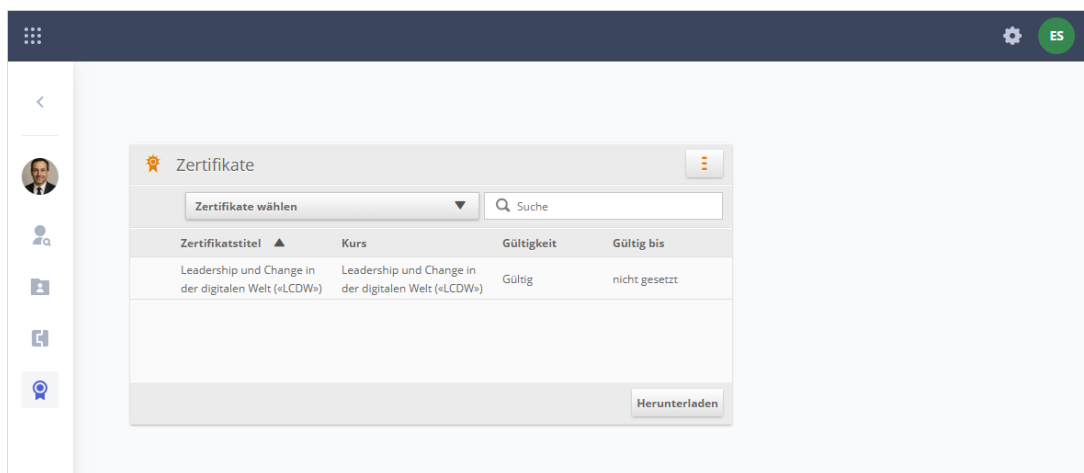 ES
Zertifikate
Zertifikate wählen
Suche
Zertifikatstitel ▲ Kurs Gültigkeit Gültig bis
Leadership und Change in Leadership und Change in
der digitalen Welt («LCDW») der digitalen Welt («LCDW») Gültig nicht gesetzt
Herunterladen